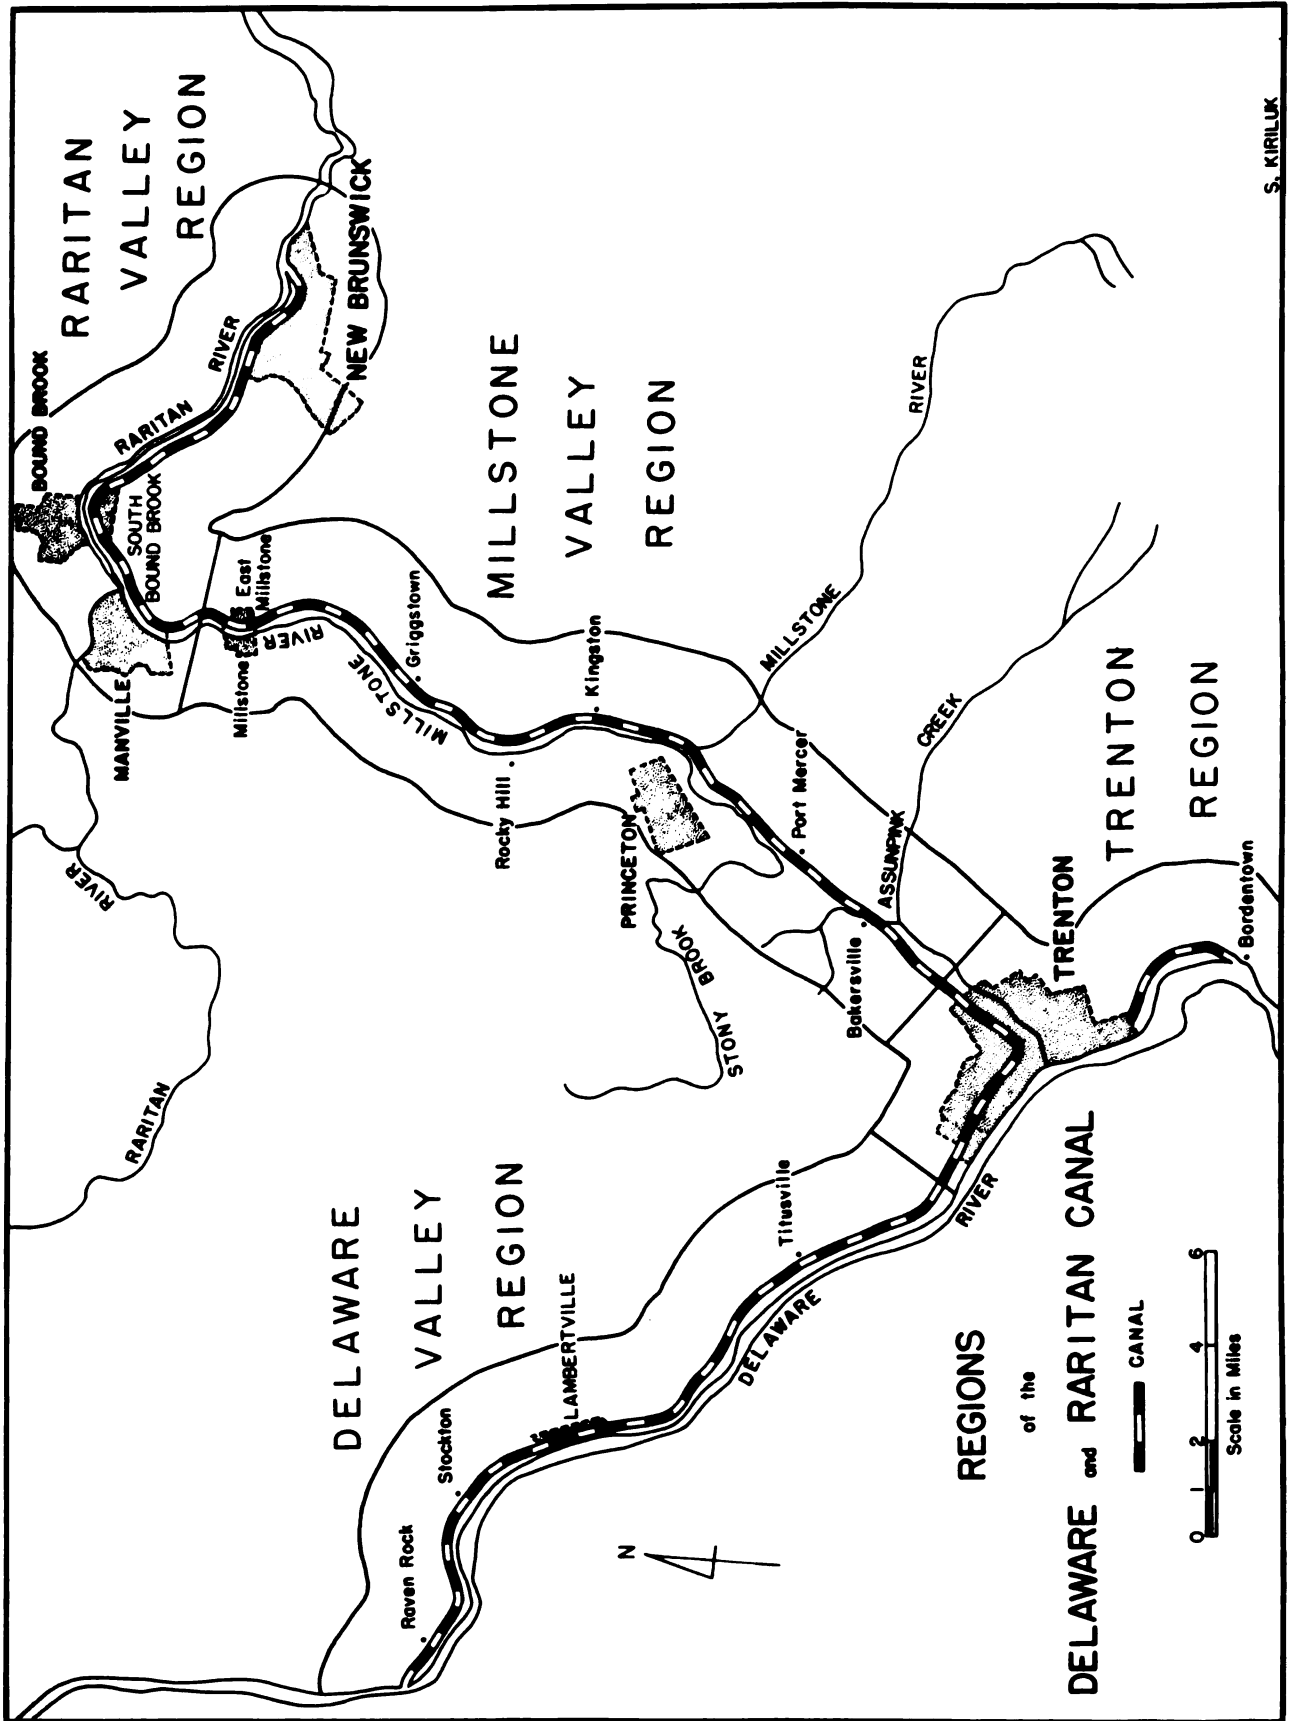 RARITAN
VALLEY
REGION
BOUND BROOK
RARITAN
RIVER
SOUTH
BOUND BROOK
NEW BRUNSWICK
MANVILLE
East
Millstone
Millstone
RIVER
MILLSTONE
Griggstown
MILLSTONE
VALLEY
REGION
RIVER
RARITAN
Rocky Hill
Kingston
PRINCETON
STONY BROOK
MILLSTONE
RIVER
Port Mercer
ASSUNPINK
CREEK
Bakersville
DELAWARE
VALLEY
REGION
Raven Rock
Stockton
LAMBERTVILLE
Titusville
DELAWARE
RIVER
TRENTON
REGION
TRENTON
Bordentown
N
REGIONS
of the
DELAWARE and RARITAN CANAL
CANAL
0 1 2 4 6
Scale in Miles
S. KIRILUK